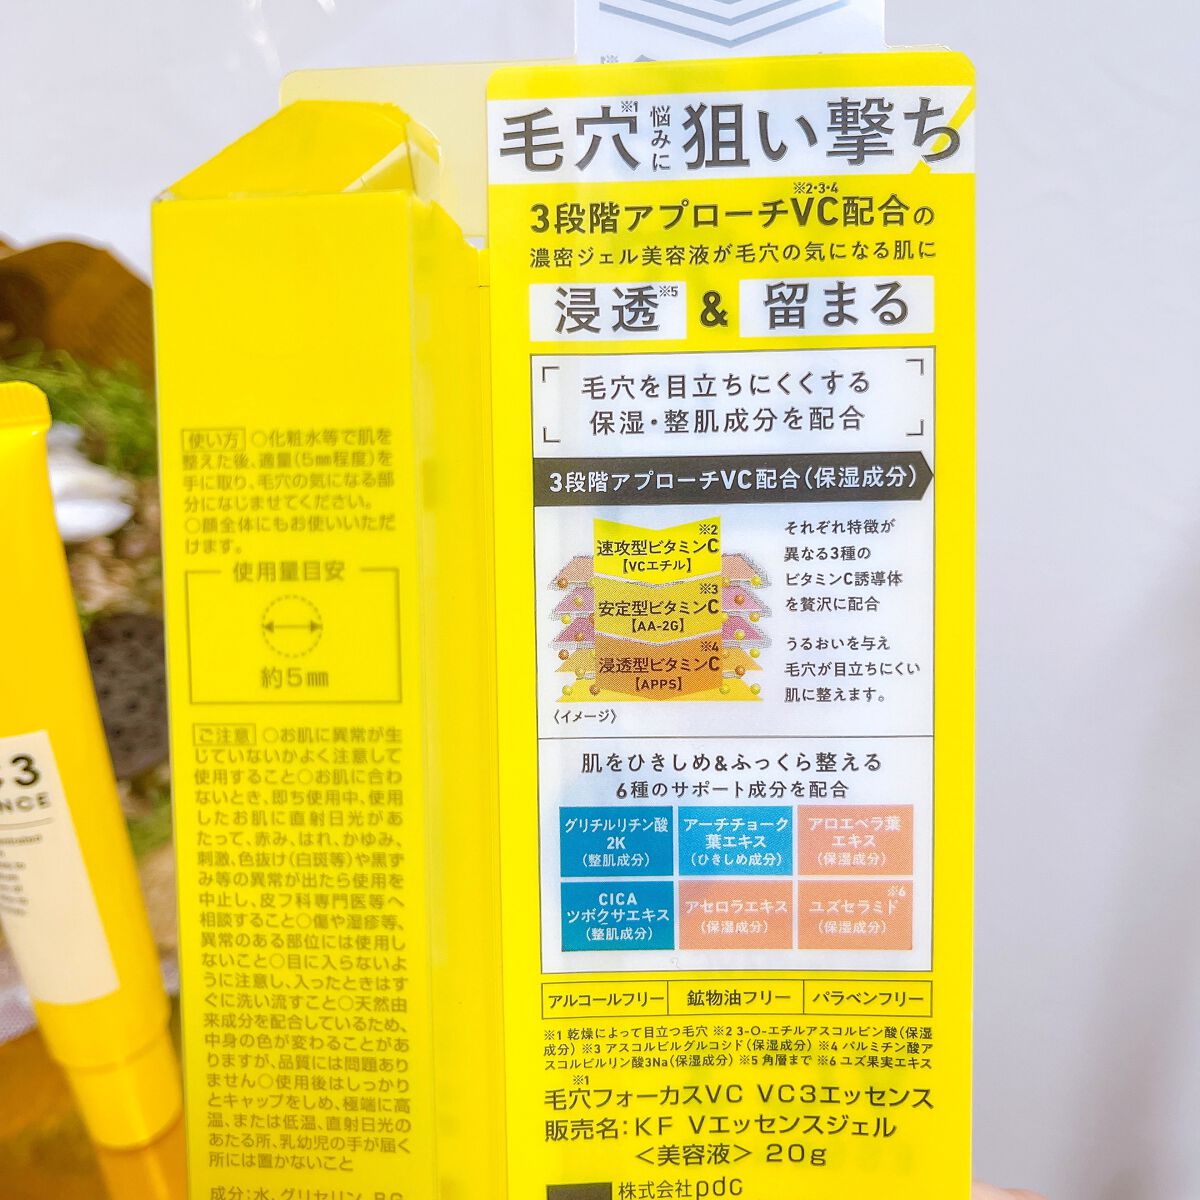 毛穴※1悩みに狙い撃ち
3段階アプローチVC※2・3・4配合の
濃密ジェル美容液が毛穴の気になる肌に
浸透※5 & 留まる
毛穴を目立ちにくくする
保湿・整肌成分を配合
3段階アプローチVC配合(保湿成分)
※2
速攻型ビタミンC
【VCエチル】
※3
安定型ビタミンC
【AA-2G】
※4
浸透型ビタミンC
【APPS】
〈イメージ〉
それぞれ特徴が
異なる3種の
ビタミンC誘導体
を贅沢に配合
うるおいを与え
毛穴が目立ちにくい
肌に整えます。
肌をひきしめ&ふっくら整える
6種のサポート成分を配合
グリチルリチン酸
2K
(整肌成分)
アーチチョーク
葉エキス
(ひきしめ成分)
アロエベラ葉
エキス
(保湿成分)
CICA
ツボクサエキス
(整肌成分)
アセロラエキス
(保湿成分)
※6
ユズセラミド
(保湿成分)
アルコールフリー 鉱物油フリー パラベンフリー
※1 乾燥によって目立つ毛穴 ※2 3-O-エチルアスコルビン酸(保湿
成分) ※3 アスコルビルグルコシド(保湿成分) ※4 パルミチン酸ア
スコルビルリン酸3Na(保湿成分) ※5 角層まで ※6 ユズ果実エキス
※1
毛穴フォーカスVC VC3エッセンス
販売名:KF Vエッセンスジェル
<美容液> 20g
株式会社pdc
使い方 ○化粧水等で肌を
整えた後、適量(5mm程度)を
手に取り、毛穴の気になる部
分になじませてください。
○顔全体にもお使いいただ
けます。
使用量目安
約5mm
ご注意 ○お肌に異常が生
じていないかよく注意して
使用すること○お肌に合わ
ないとき、即ち使用中、使用
したお肌に直射日光があ
たって、赤み、はれ、かゆみ、
刺激、色抜け(白斑等)や黒ず
み等の異常が出たら使用を
中止し、皮フ科専門医等へ
相談すること○傷や湿疹等、
異常のある部位には使用し
ないこと○目に入らないよ
うに注意し、入ったときはす
ぐに洗い流すこと○天然由
来成分を配合しているため、
中身の色が変わることがあ
りますが、品質には問題あり
ません○使用後はしっかり
とキャップをしめ、極端に高
温、または低温、直射日光の
あたる所、乳幼児の手が届く
所には置かないこと
成分:水、グリセリン、BG